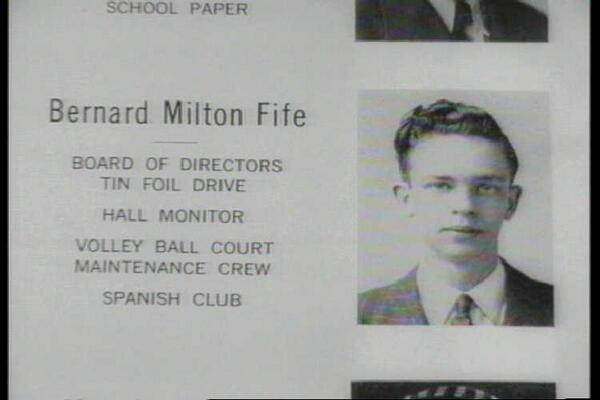 SCHOOL PAPER
Bernard Milton Fife
BOARD OF DIRECTORS
TIN FOIL DRIVE
HALL MONITOR
VOLLEY BALL COURT
MAINTENANCE CREW
SPANISH CLUB